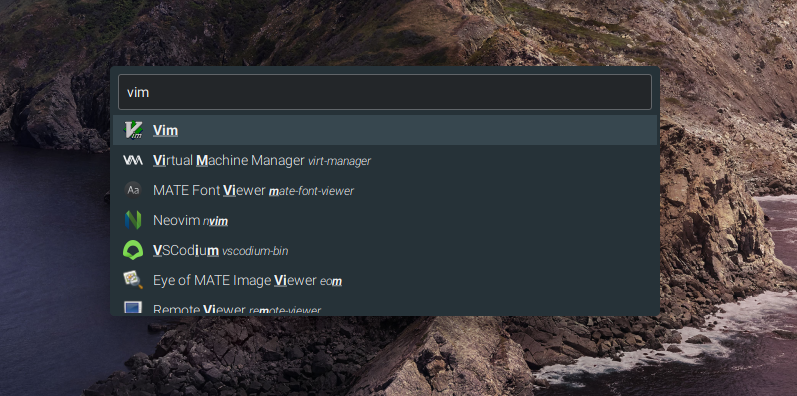 vim
Vim
Virtual Machine Manager virt-manager
Aa MATE Font Viewer mate-font-viewer
Neovim nvim
VSCodium vscodium-bin
Eye of MATE Image Viewer eom
Remote Viewer remote-viewer